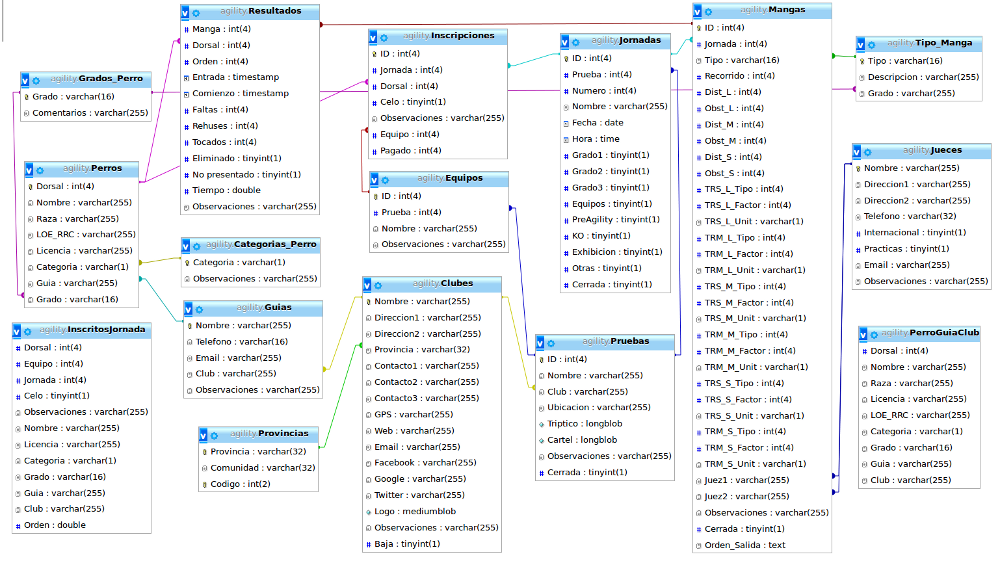 agility.Resultados
Manga : int(4)
Dorsal : int(4)
Orden : int(4)
Entrada : timestamp
Comienzo : timestamp
Faltas : int(4)
Rehuses : int(4)
Tocados : int(4)
Eliminado : tinyint(1)
No presentado : tinyint(1)
Tiempo : double
Observaciones : varchar(255)
agility.Inscripciones
ID : int(4)
Jornada : int(4)
Dorsal : int(4)
Celo : tinyint(1)
Observaciones : varchar(255)
Equipo : int(4)
Pagado : int(4)
agility.Jornadas
ID : int(4)
Prueba : int(4)
Numero : int(4)
Nombre : varchar(255)
Fecha : date
Hora : time
Grado1 : tinyint(1)
Grado2 : tinyint(1)
Grado3 : tinyint(1)
Equipos : tinyint(1)
PreAgility : tinyint(1)
KO : tinyint(1)
Exhibicion : tinyint(1)
Otras : tinyint(1)
Cerrada : tinyint(1)
agility.Mangas
ID : int(4)
Jornada : int(4)
Tipo : varchar(16)
Recorrido : int(4)
Dist_L : int(4)
Obst_L : int(4)
Dist_M : int(4)
Obst_M : int(4)
Dist_S : int(4)
Obst_S : int(4)
TRS_L_Tipo : int(4)
TRS_L_Factor : int(4)
TRS_L_Unit : varchar(1)
TRM_L_Tipo : int(4)
TRM_L_Factor : int(4)
TRM_L_Unit : varchar(1)
TRS_M_Tipo : int(4)
TRS_M_Factor : int(4)
TRS_M_Unit : varchar(1)
TRM_M_Tipo : int(4)
TRM_M_Factor : int(4)
TRM_M_Unit : varchar(1)
TRS_S_Tipo : int(4)
TRS_S_Factor : int(4)
TRS_S_Unit : varchar(1)
TRM_S_Tipo : int(4)
TRM_S_Factor : int(4)
TRM_S_Unit : varchar(1)
Juez1 : varchar(255)
Juez2 : varchar(255)
Observaciones : varchar(255)
Cerrada : tinyint(1)
Orden_Salida : text
agility.Tipo_Manga
Tipo : varchar(16)
Descripcion : varchar(255)
Grado : varchar(16)
agility.Grados_Perro
Grado : varchar(16)
Comentarios : varchar(255)
agility.Perros
Dorsal : int(4)
Nombre : varchar(255)
Raza : varchar(255)
LOE_RRC : varchar(255)
Licencia : varchar(255)
Categoria : varchar(1)
Guia : varchar(255)
Grado : varchar(16)
agility.Equipos
ID : int(4)
Prueba : int(4)
Nombre : varchar(255)
Observaciones : varchar(255)
agility.Jueces
Nombre : varchar(255)
Direccion1 : varchar(255)
Direccion2 : varchar(255)
Telefono : varchar(32)
Internacional : tinyint(1)
Practicas : tinyint(1)
Email : varchar(255)
Observaciones : varchar(255)
agility.Categorias_Perro
Categoria : varchar(1)
Observaciones : varchar(255)
agility.Guias
Nombre : varchar(255)
Telefono : varchar(16)
Email : varchar(255)
Club : varchar(255)
Observaciones : varchar(255)
agility.Clubes
Nombre : varchar(255)
Direccion1 : varchar(255)
Direccion2 : varchar(255)
Provincia : varchar(32)
Contacto1 : varchar(255)
Contacto2 : varchar(255)
Contacto3 : varchar(255)
GPS : varchar(255)
Web : varchar(255)
Email : varchar(255)
Facebook : varchar(255)
Google : varchar(255)
Twitter : varchar(255)
Logo : mediumblob
Observaciones : varchar(255)
Baja : tinyint(1)
agility.InscritosJornada
Dorsal : int(4)
Equipo : int(4)
Jornada : int(4)
Celo : tinyint(1)
Observaciones : varchar(255)
Nombre : varchar(255)
Licencia : varchar(255)
Categoria : varchar(1)
Grado : varchar(16)
Guia : varchar(255)
Club : varchar(255)
Orden : double
agility.Provincias
Provincia : varchar(32)
Comunidad : varchar(32)
Codigo : int(2)
agility.Pruebas
ID : int(4)
Nombre : varchar(255)
Club : varchar(255)
Ubicacion : varchar(255)
Triptico : longblob
Cartel : longblob
Observaciones : varchar(255)
Cerrada : tinyint(1)
agility.PerroGuiaClub
Dorsal : int(4)
Nombre : varchar(255)
Raza : varchar(255)
Licencia : varchar(255)
LOE_RRC : varchar(255)
Categoria : varchar(1)
Grado : varchar(16)
Guia : varchar(255)
Club : varchar(255)